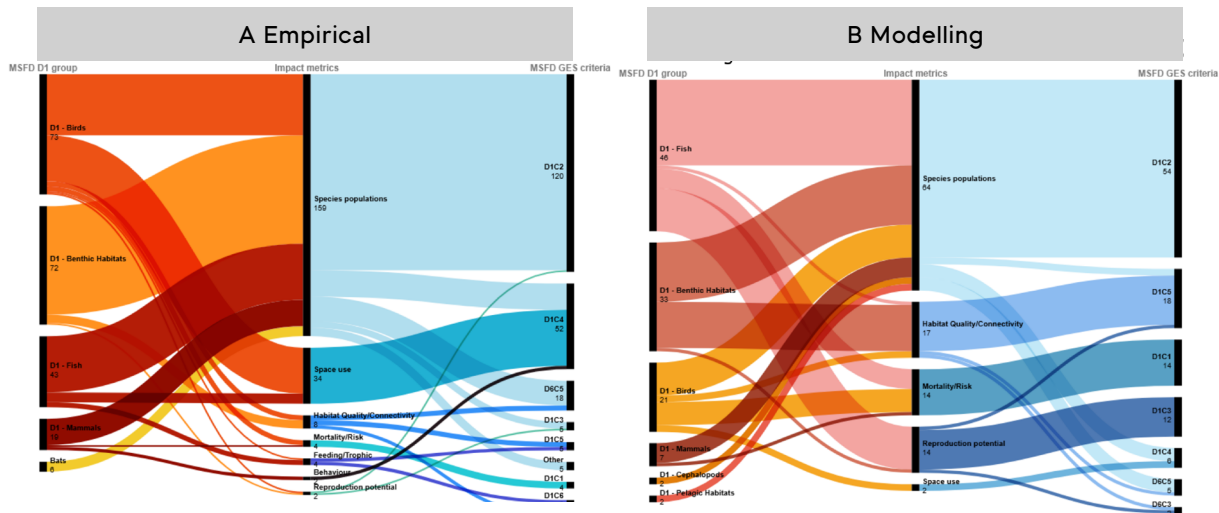 A Empirical
MSFD D1 group
Impact metrics
MSFD GES criteria
D1 - Birds
73
D1 - Benthic Habitats
72
D1 - Fish
43
D1 - Mammals
19
Bats
6
Species populations
159
Space use
34
Habitat Quality/Connectivity
8
Mortality/Risk
4
Feeding/Trophic
4
Behaviour
Reproduction potential
2
D1C2
120
D1C4
52
D6C5
18
D1C3
5
D1C5
Other
5
D1C1
4
D1C6
B Modelling
MSFD D1 group
Impact metrics
MSFD GES criteria
D1 - Fish
46
D1 - Benthic Habitats
33
D1 - Birds
21
D1 - Mammals
7
D1 - Cephalopods
2
D1 - Pelagic Habitats
2
Species populations
64
Habitat Quality/Connectivity
17
Mortality/Risk
14
Reproduction potential
14
Space use
2
D1C2
54
D1C5
18
D1C1
14
D1C3
12
D1C4
6
D6C5
5
D6C3